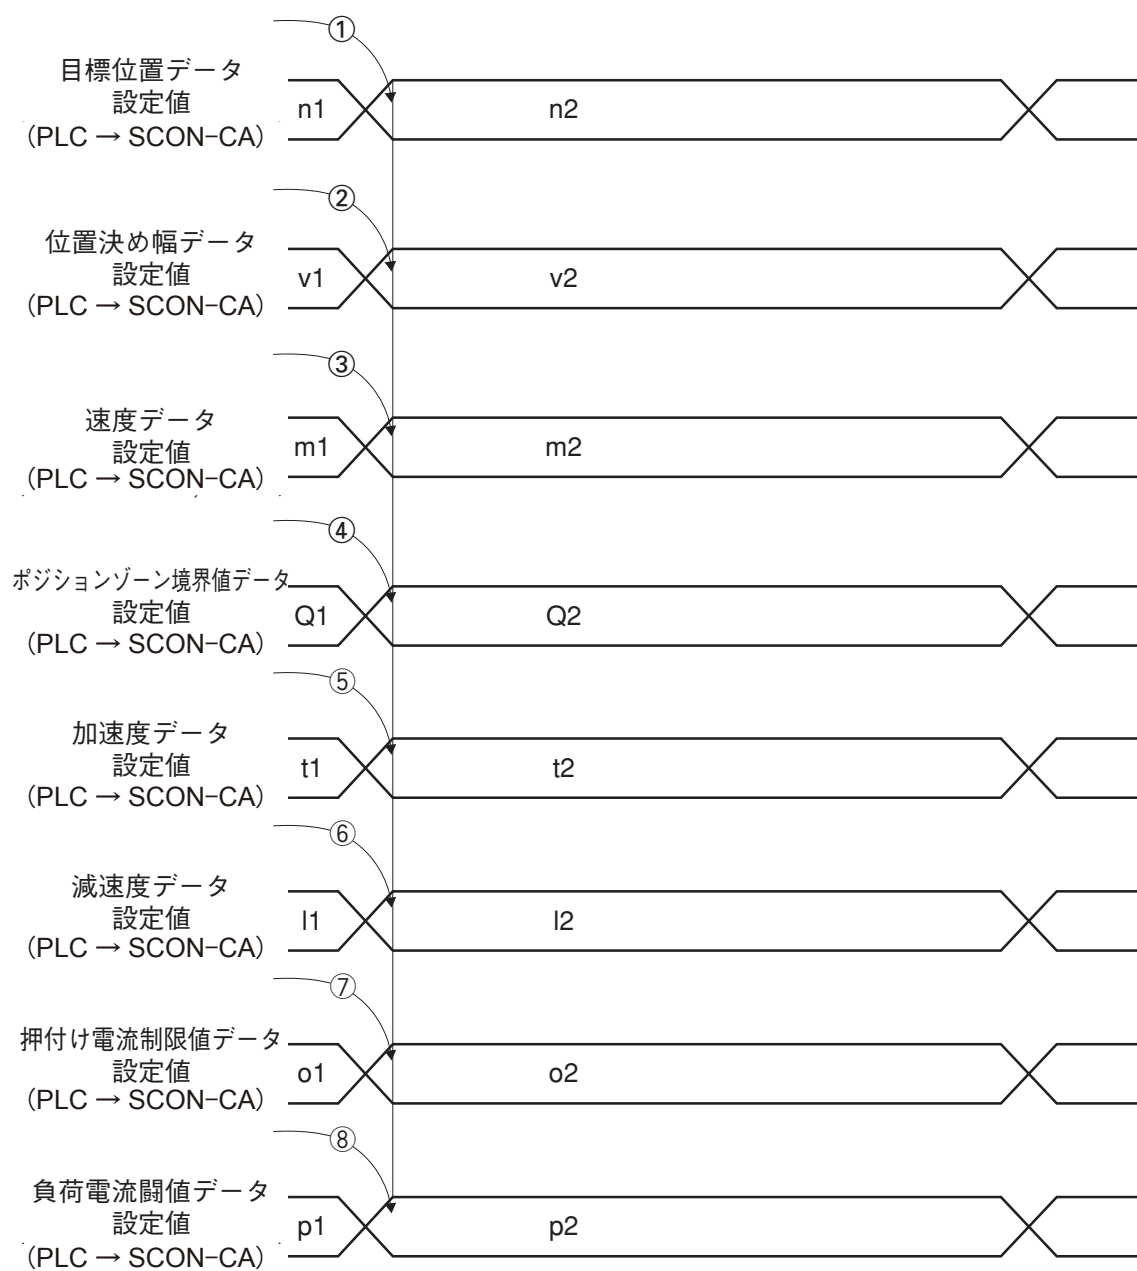 ①
目標位置データ
設定値
(PLC → SCON-CA)
n1
n2
②
位置決め幅データ
設定値
(PLC → SCON-CA)
v1
v2
③
速度データ
設定値
(PLC → SCON-CA)
m1
m2
④
ポジションゾーン境界値データ
設定値
(PLC → SCON-CA)
Q1
Q2
⑤
加速度データ
設定値
(PLC → SCON-CA)
t1
t2
⑥
減速度データ
設定値
(PLC → SCON-CA)
l1
l2
⑦
押付け電流制限値データ
設定値
(PLC → SCON-CA)
o1
o2
⑧
負荷電流闘値データ
設定値
(PLC → SCON-CA)
p1
p2